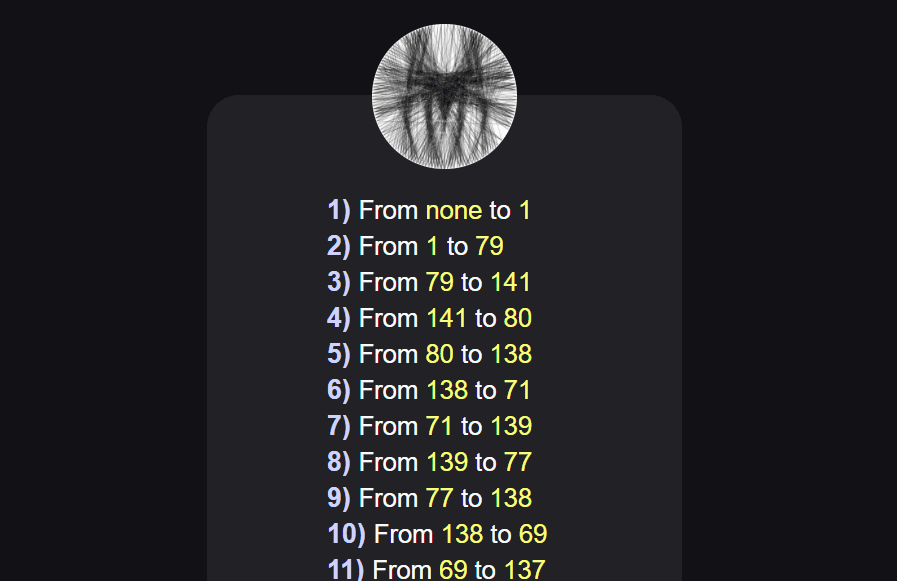 1) From none to 1
2) From 1 to 79
3) From 79 to 141
4) From 141 to 80
5) From 80 to 138
6) From 138 to 71
7) From 71 to 139
8) From 139 to 77
9) From 77 to 138
10) From 138 to 69
11) From 69 to 137